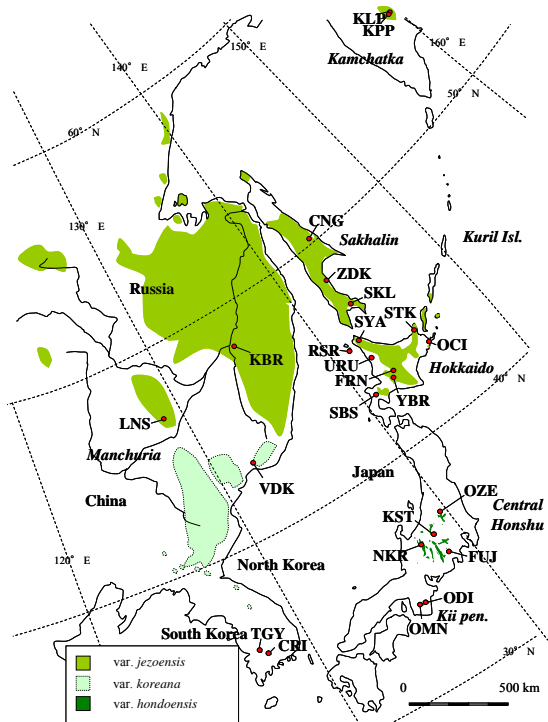 KLP
KPP
Kamchatka
160° E
150° E
140° E
50° N
60° N
130° E
CNG
Sakhalin
Kuril Isl.
ZDK
Russia
SKL
STK
SYA
OCI
RSR
URU
KBR
FRN
Hokkaido
40° N
YBR
SBS
LNS
Manchuria
Japan
VDK
China
OZE
Central
Honshu
KST
NKR
FUJ
120° E
North Korea
ODI
Kii pen.
OMN
South Korea TGY
CRI
30° N
var. jezoensis
var. koreana
var. hondoensis
0 500 km